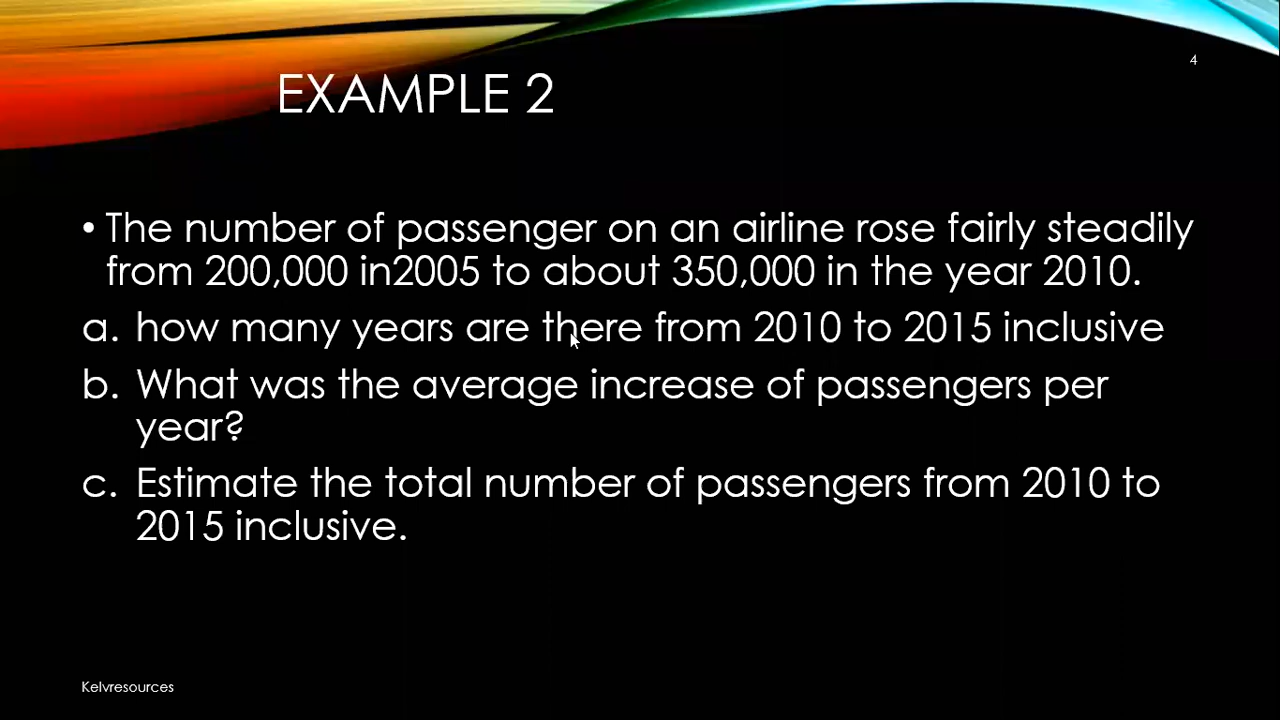 4
EXAMPLE 2
• The number of passenger on an airline rose fairly steadily
from 200,000 in2005 to about 350,000 in the year 2010.
a. how many years are there from 2010 to 2015 inclusive
b. What was the average increase of passengers per
year?
c. Estimate the total number of passengers from 2010 to
2015 inclusive.
Kelvresources